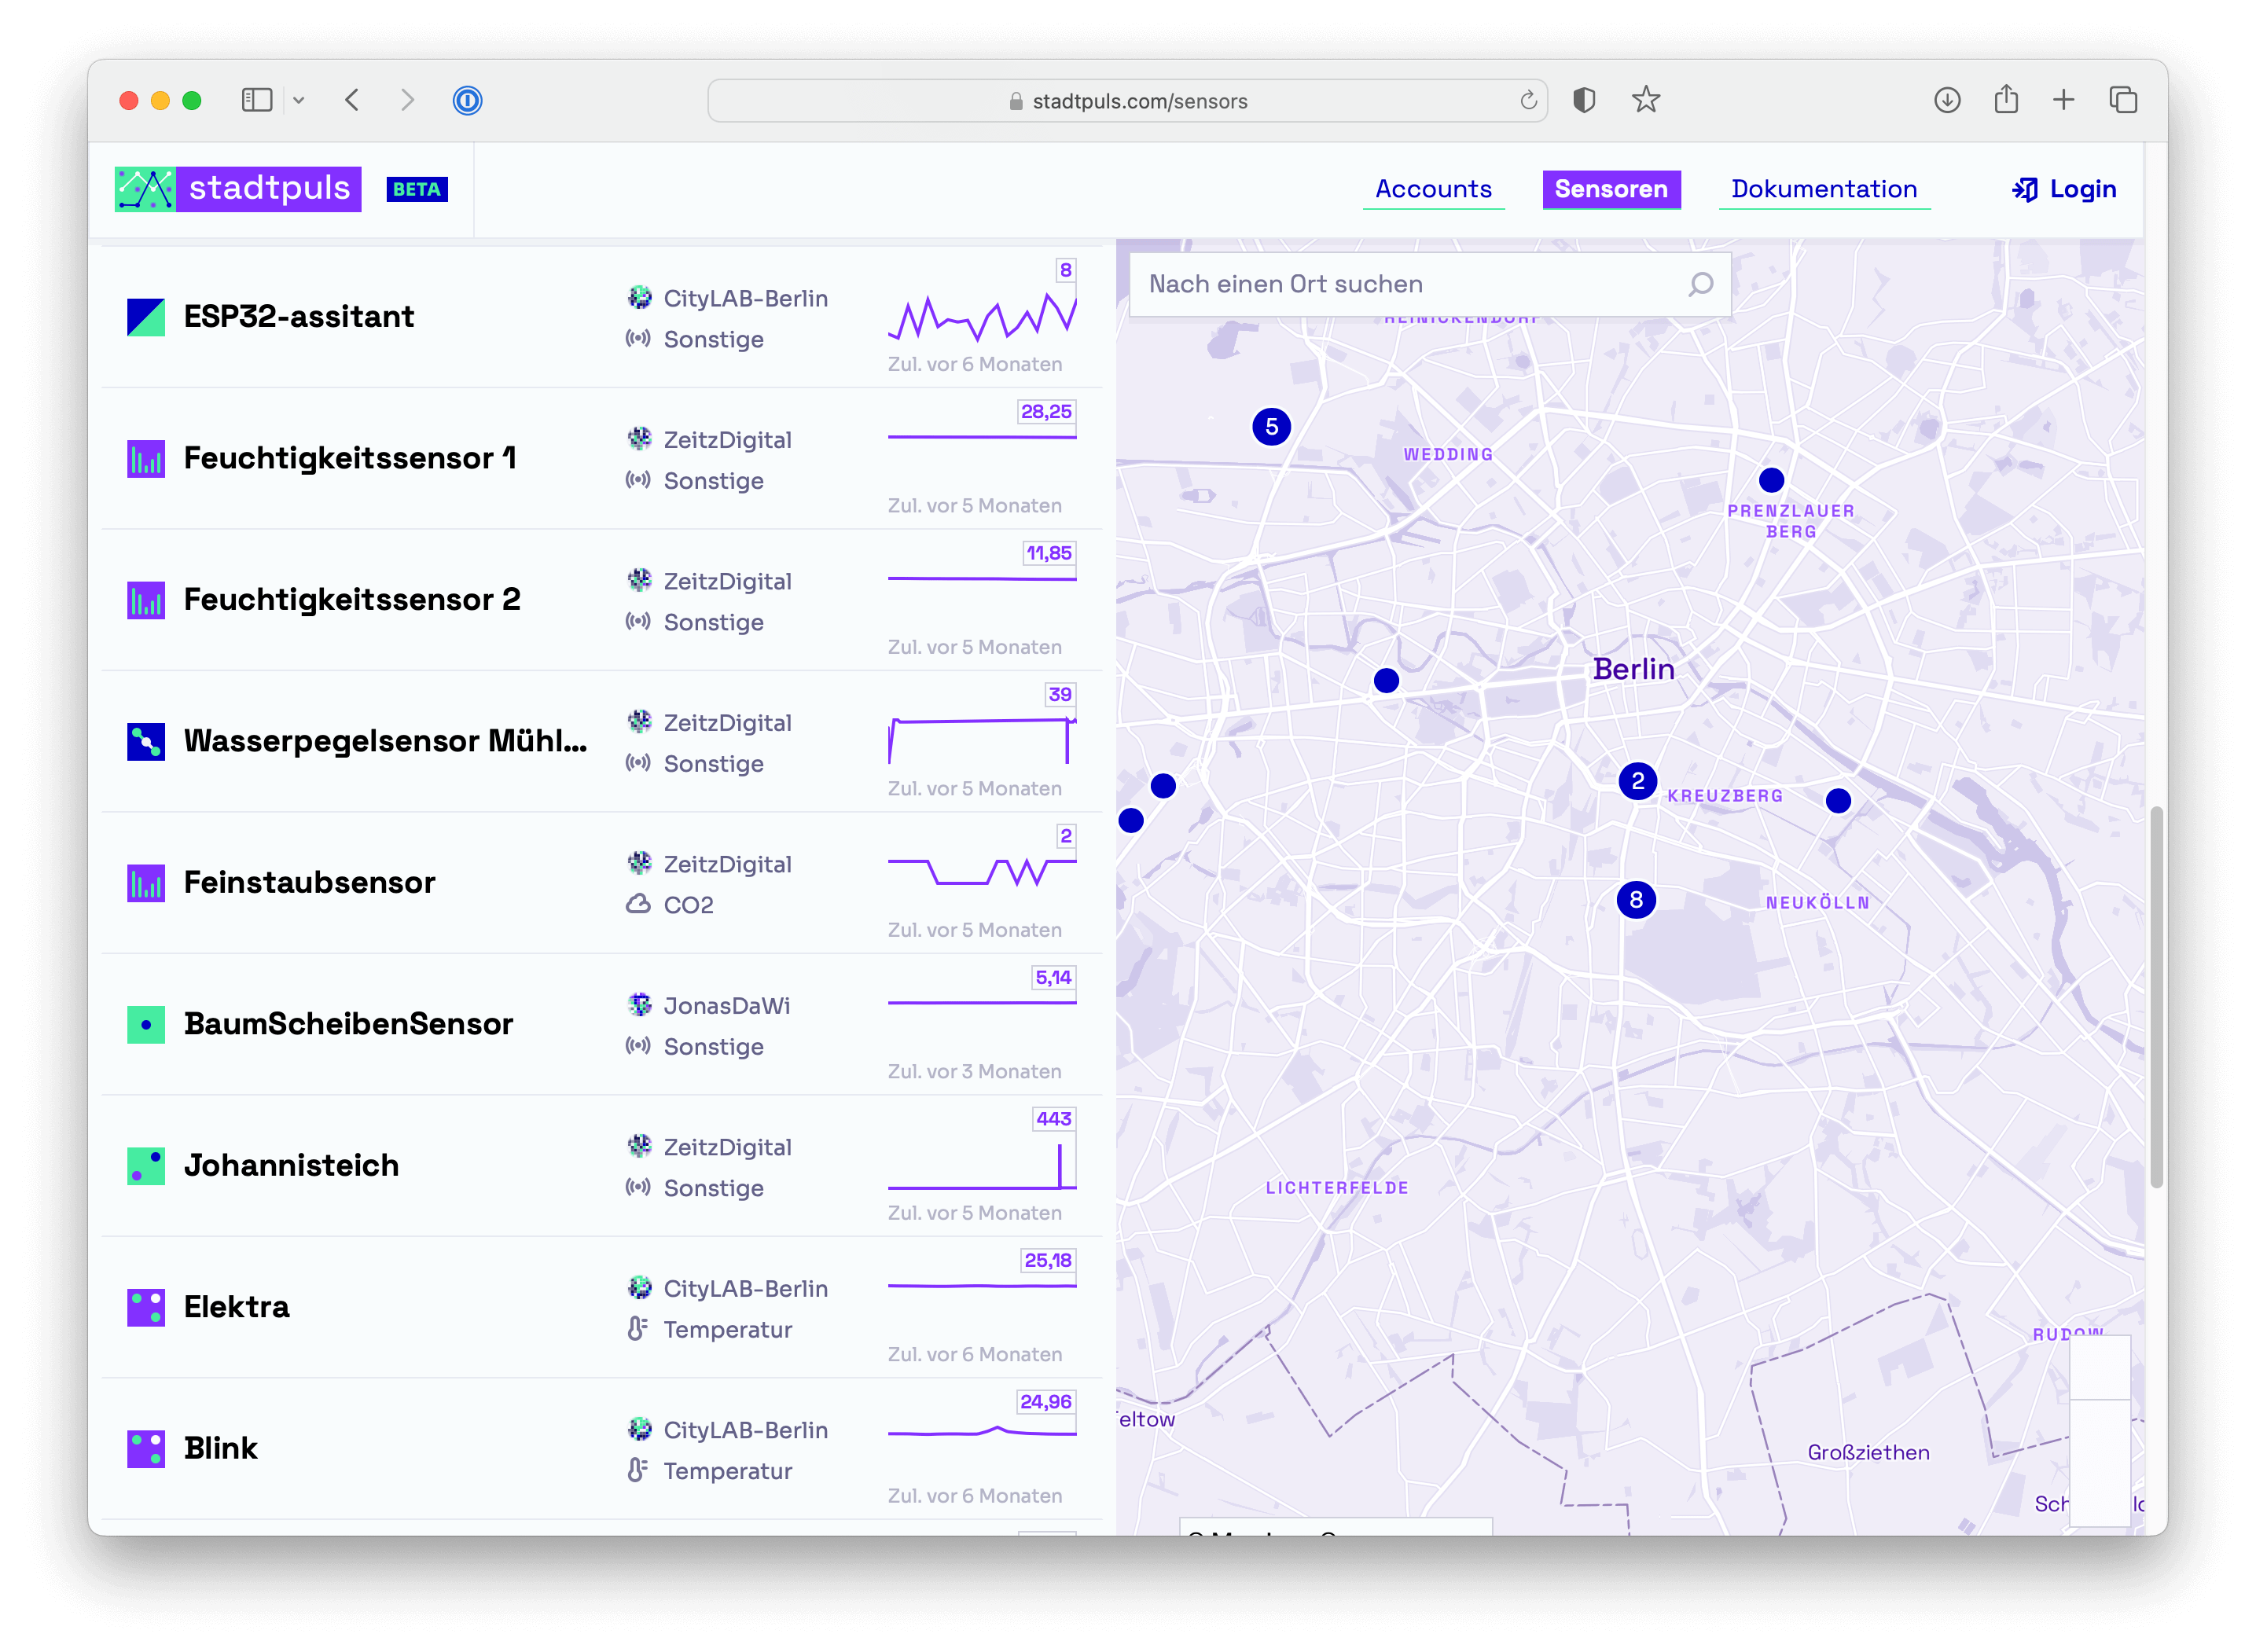 stadtpuls.com/sensors
stadtpuls
BETA
Accounts
Sensoren
Dokumentation
Login
ESP32-assitant
CityLAB-Berlin
Sonstige
8
Zul. vor 6 Monaten
Feuchtigkeitssensor 1
ZeitzDigital
Sonstige
28,25
Zul. vor 5 Monaten
Feuchtigkeitssensor 2
ZeitzDigital
Sonstige
11,85
Zul. vor 5 Monaten
Wasserpegelsensor Mühl...
ZeitzDigital
Sonstige
39
Zul. vor 5 Monaten
Feinstaubsensor
ZeitzDigital
CO2
2
Zul. vor 5 Monaten
BaumScheibenSensor
JonasDaWi
Sonstige
5,14
Zul. vor 3 Monaten
Johannisteich
ZeitzDigital
Sonstige
443
Zul. vor 5 Monaten
Elektra
CityLAB-Berlin
Temperatur
25,18
Zul. vor 6 Monaten
Blink
CityLAB-Berlin
Temperatur
24,96
Zul. vor 6 Monaten
Nach einen Ort suchen
REINICKENDORF
5
WEDDING
PRENZLAUER
BERG
Berlin
2
KREUZBERG
8
NEUKÖLLN
LICHTERFELDE
RUDOW
eltow
Großziethen
Sch